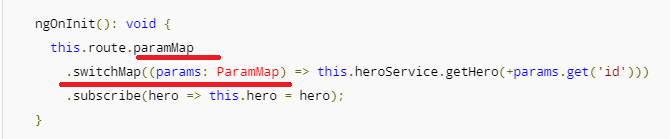 ngOnInit(): void {
this.route.paramMap
.switchMap((params: ParamMap) => this.heroService.getHero(+params.get('id')))
.subscribe(hero => this.hero = hero);
}